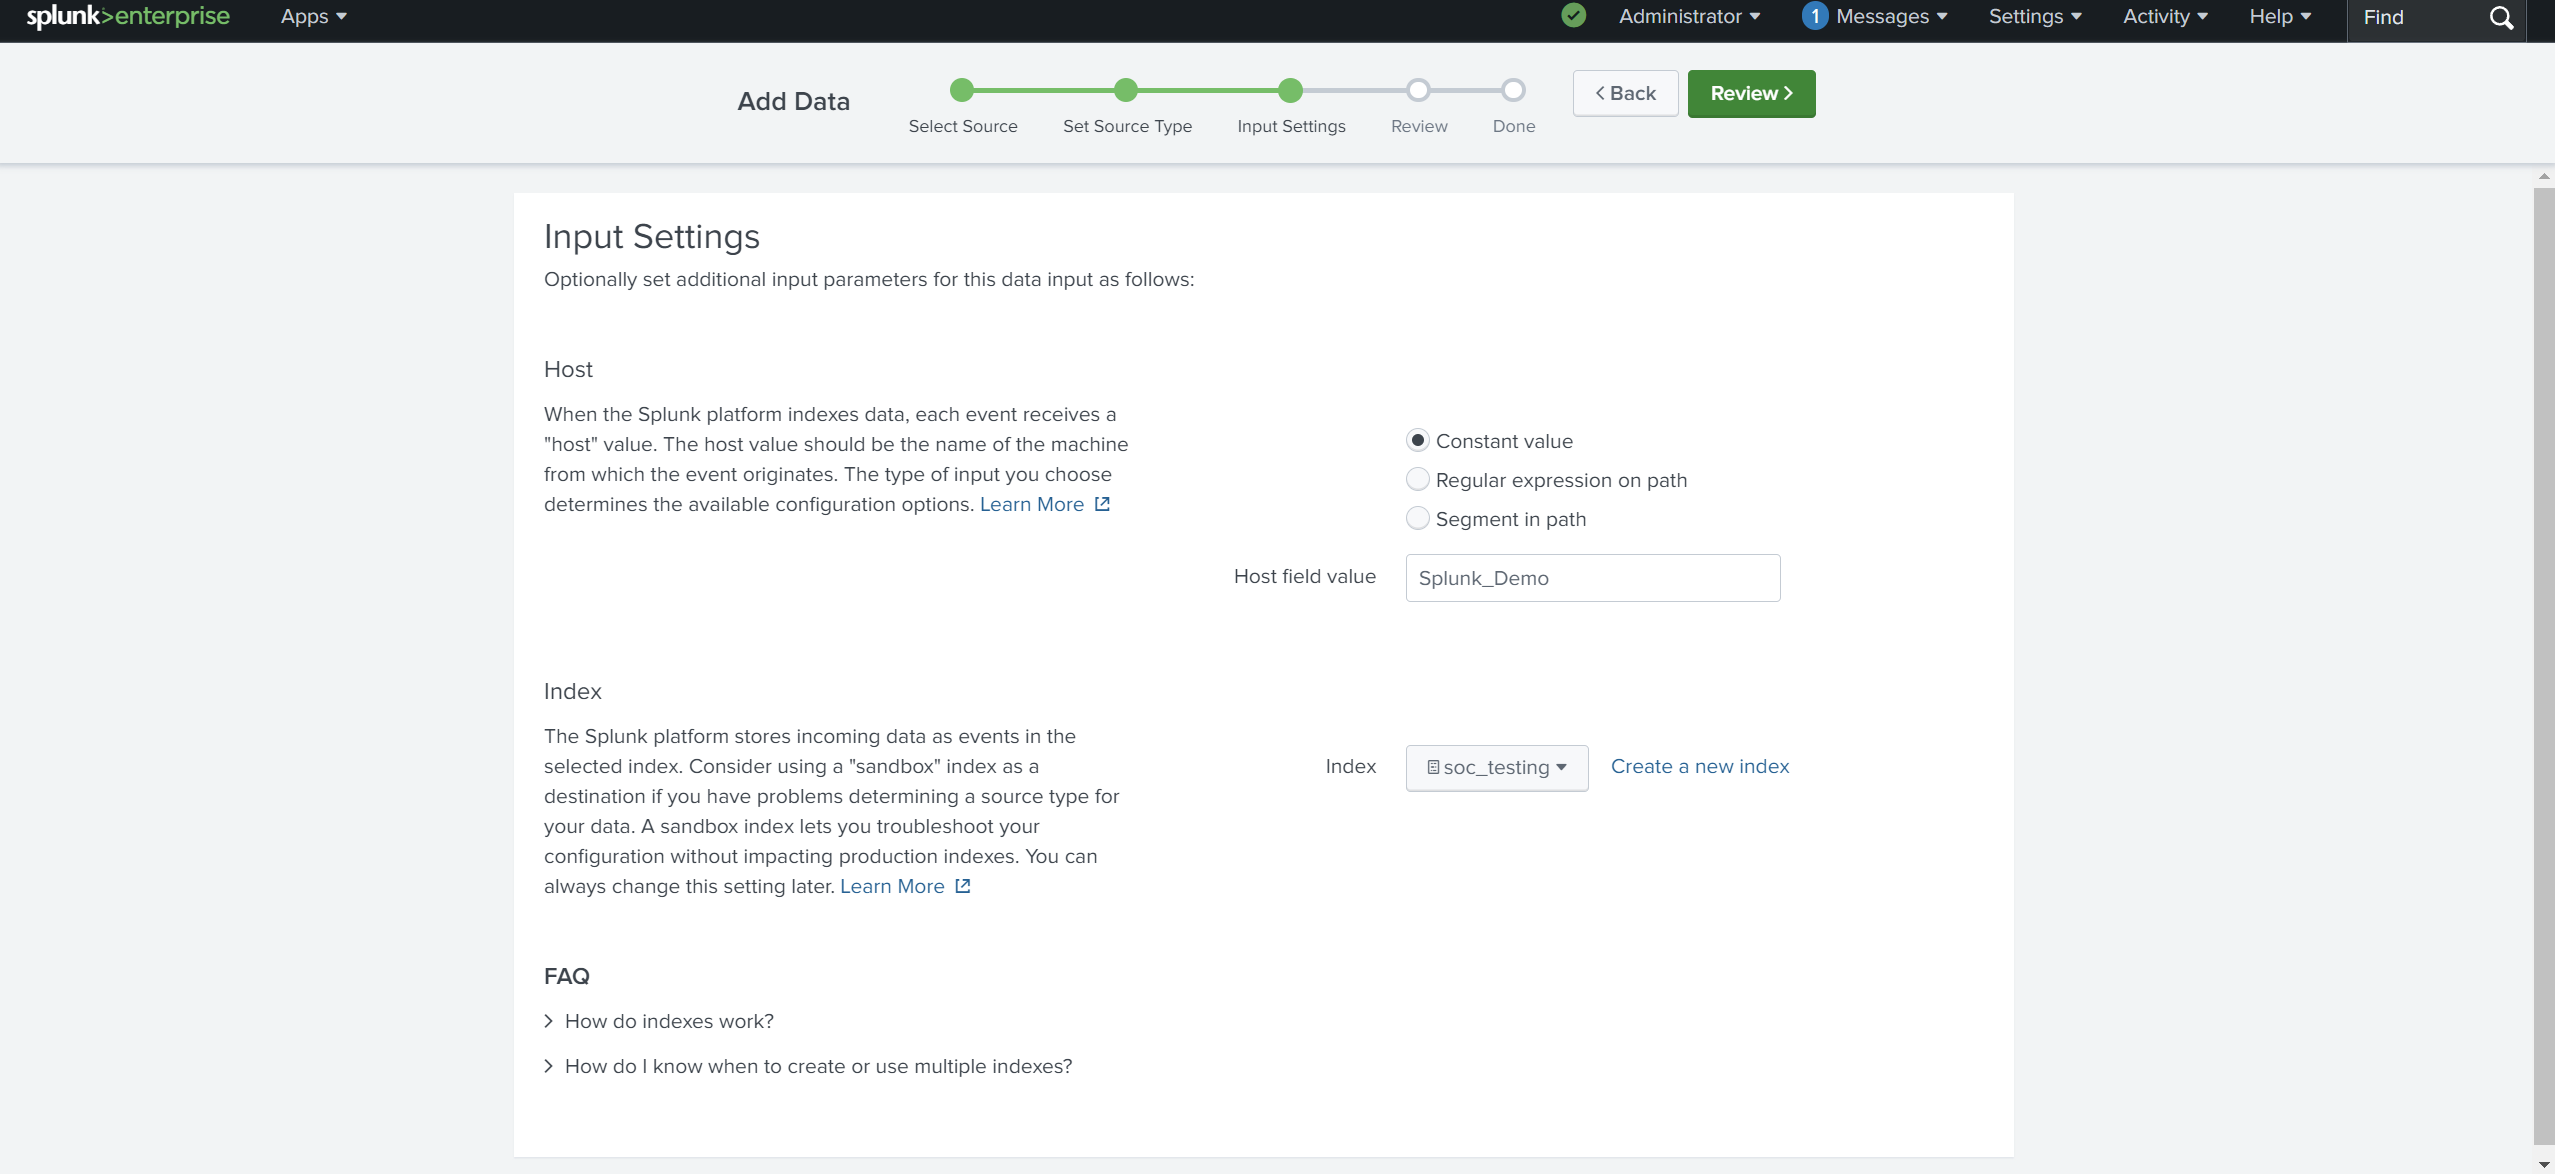 splunk>enterprise Apps Administrator 1 Messages Settings Activity Help Find
Add Data
Select Source Set Source Type Input Settings Review Done
< Back Review >
Input Settings
Optionally set additional input parameters for this data input as follows:
Host
When the Splunk platform indexes data, each event receives a
"host" value. The host value should be the name of the machine
from which the event originates. The type of input you choose
determines the available configuration options. Learn More
Constant value
Regular expression on path
Segment in path
Host field value Splunk_Demo
Index
The Splunk platform stores incoming data as events in the
selected index. Consider using a "sandbox" index as a
destination if you have problems determining a source type for
your data. A sandbox index lets you troubleshoot your
configuration without impacting production indexes. You can
always change this setting later. Learn More
Index soc_testing Create a new index
FAQ
> How do indexes work?
> How do I know when to create or use multiple indexes?